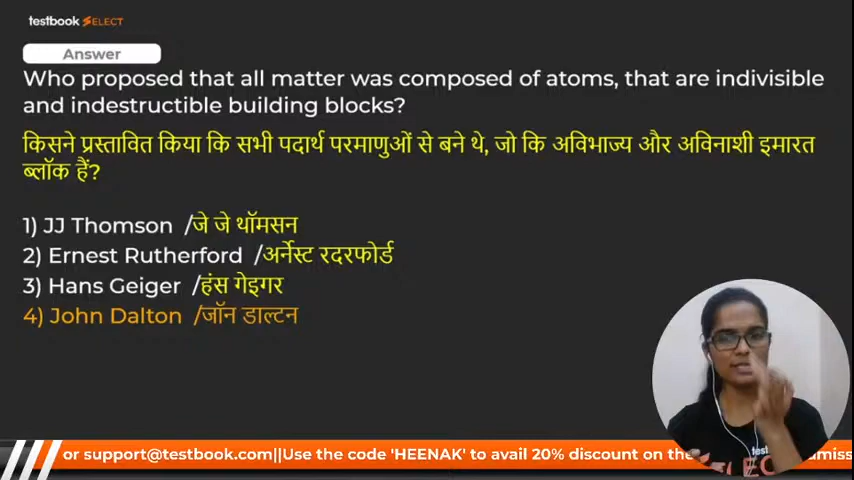 testbook SELECT
Answer
Who proposed that all matter was composed of atoms, that are indivisible
and indestructible building blocks?
किसने प्रस्तावित किया कि सभी पदार्थ परमाणुओं से बने थे, जो कि अविभाज्य और अविनाशी इमारत
ब्लॉक हैं?
1) JJ Thomson /जे जे थॉमसन
2) Ernest Rutherford /अर्नेस्ट रदरफोर्ड
3) Hans Geiger /हंस गेइगर
4) John Dalton /जॉन डाल्टन
or support@testbook.com||Use the code 'HEENAK' to avail 20% discount on the